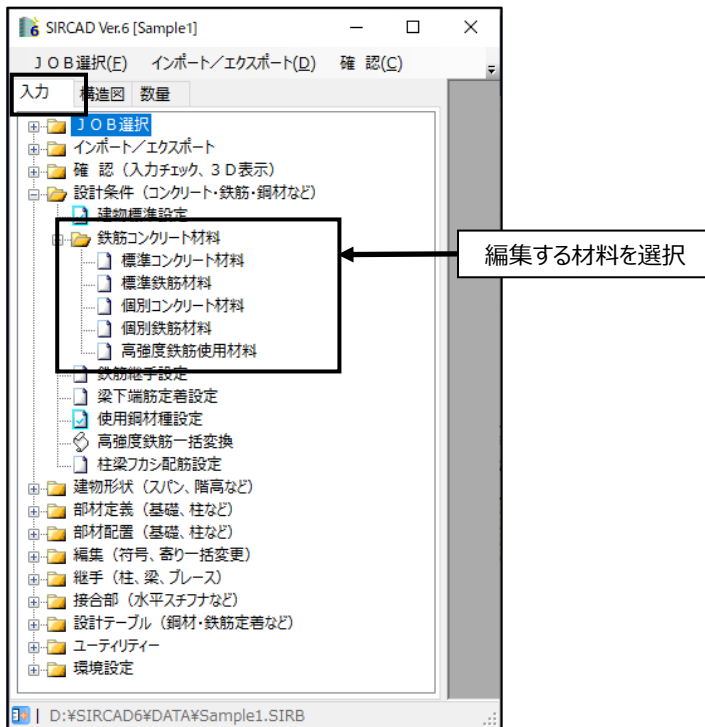 SIRCAD Ver.6 [Sample1]
JOB選択(F) インポート／エクスポート(D) 確 認(C)
入力 構造図 数量
JOB選択
インポート／エクスポート
確 認（入力チェック、３Ｄ表示）
設計条件（コンクリート・鉄筋・鋼材など）
建物標準設定
鉄筋コンクリート材料
標準コンクリート材料
編集する材料を選択
標準鉄筋材料
個別コンクリート材料
個別鉄筋材料
高強度鉄筋使用材料
鉄筋継手設定
梁下端筋定着設定
使用鋼材種設定
高強度鉄筋一括変換
柱梁フカシ配筋設定
建物形状（スパン、階高など）
部材定義（基礎、柱など）
部材配置（基礎、柱など）
編集（符号、寄り一括変更）
継手（柱、梁、ブレース）
接合部（水平スチフナなど）
設計テーブル（鋼材・鉄筋定着など）
ユーティリティー
環境設定
D:¥SIRCAD6¥DATA¥Sample1.SIRB